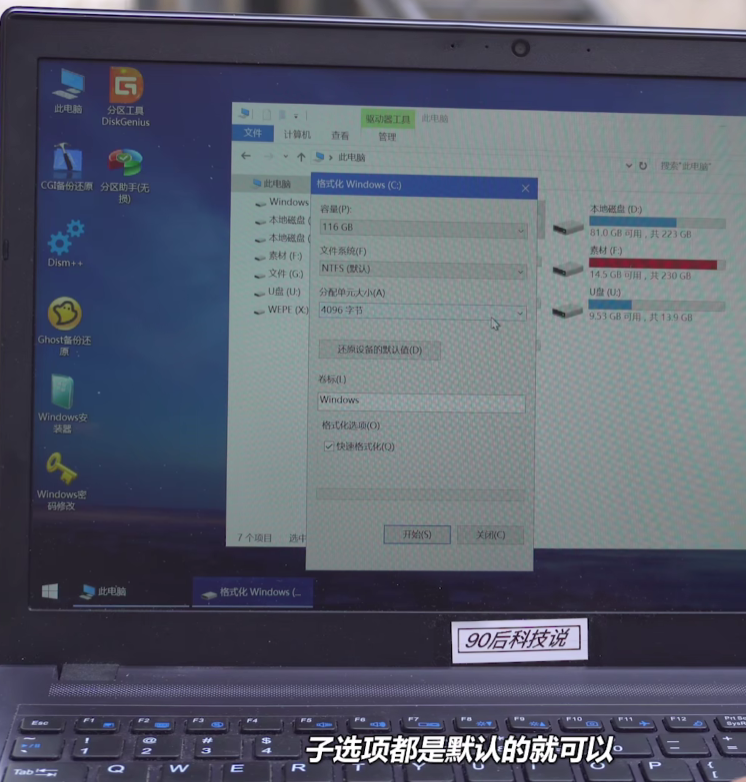 此电脑
分区工具
DiskGenius
CGI备份还原
分区助手(无
损)
Dism++
Ghost备份还
原
Windows安
装器
Windows密
码修改
驱动器工具
此电脑
文件
计算机
查看
管理
此电脑
搜索"此电脑"
此电脑
Windows
本地磁盘 (
本地磁盘 (
素材 (F:)
文件 (G:)
U盘 (U:)
WEPE (X:)
7 个项目
选中
格式化 Windows (C:)
容量(P):
116 GB
文件系统(F)
NTFS (默认)
分配单元大小(A)
4096 字节
还原设备的默认值(D)
卷标(L)
Windows
格式化选项(O)
快速格式化(Q)
开始(S)
关闭(C)
本地磁盘 (D:)
81.0 GB 可用，共 223 GB
素材 (F:)
14.5 GB 可用，共 230 GB
U盘 (U:)
9.53 GB 可用，共 13.9 GB
此电脑
格式化 Windows (...
90后科技说
Esc F1 F2 F3 F4 F5 F6 F7 F8 F9 F10 F11 F12
! 1 @ 2 # 3 $ 4
Tab Q W E R T Y U I O P
子选项都是默认的就可以